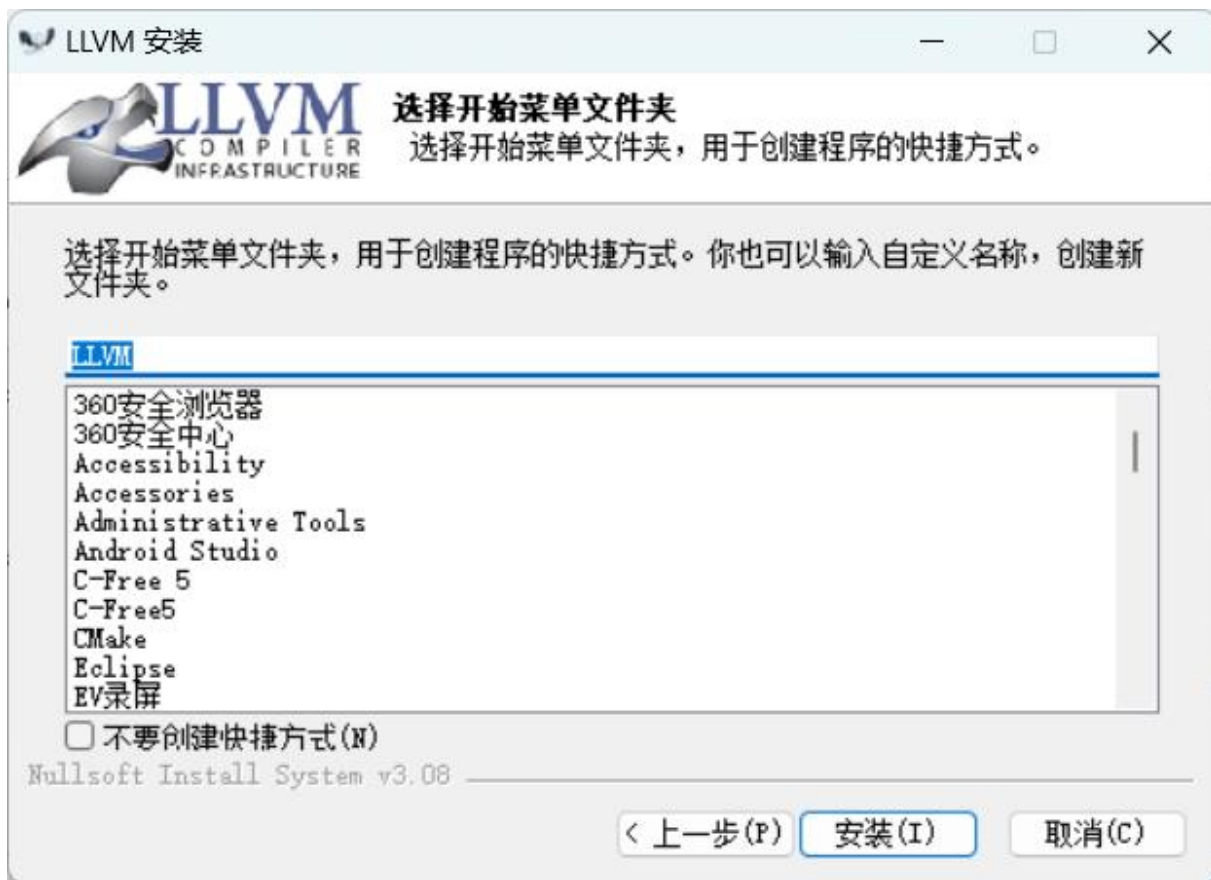 LLVM 安装
LLVM
COMPILER
INFRASTRUCTURE
选择开始菜单文件夹
选择开始菜单文件夹，用于创建程序的快捷方式。
选择开始菜单文件夹，用于创建程序的快捷方式。你也可以输入自定义名称，创建新
文件夹。
LLVM
360安全浏览器
360安全中心
Accessibility
Accessories
Administrative Tools
Android Studio
C-Free 5
C-Free5
CMake
Eclipse
EV录屏
不要创建快捷方式(N)
Nullsoft Install System v3.08
< 上一步(P) 安装(I) 取消(C)